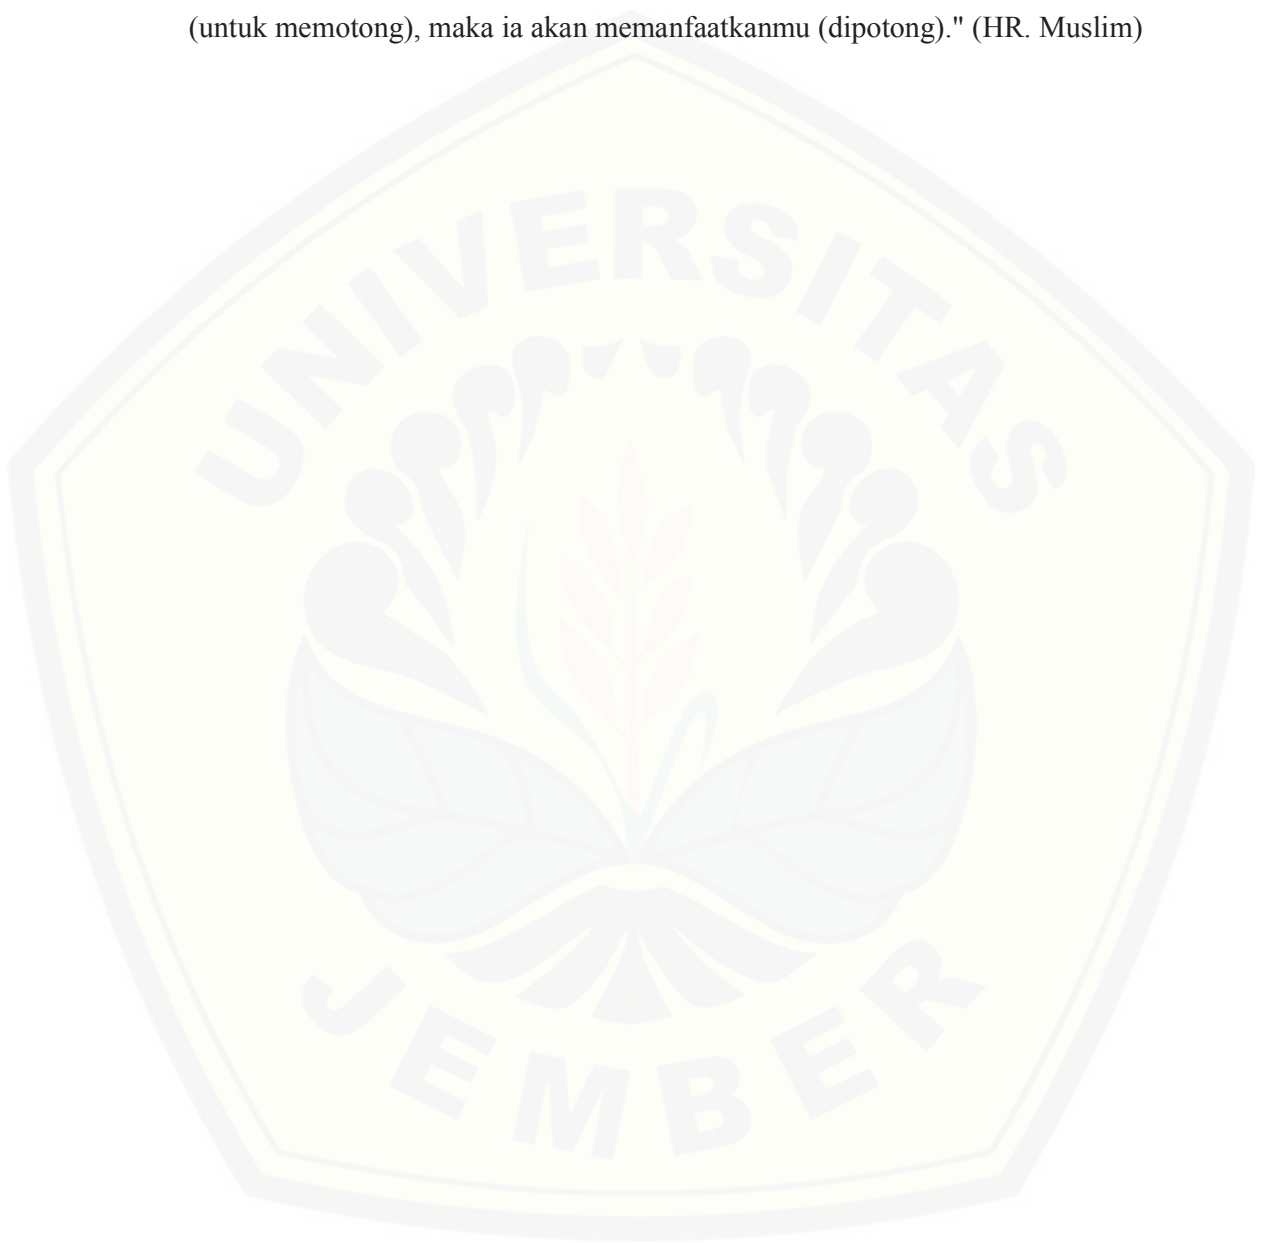 (untuk memotong), maka ia akan memanfaatkanmu (dipotong)." (HR. Muslim)
UNIVERSITAS
JEMBER